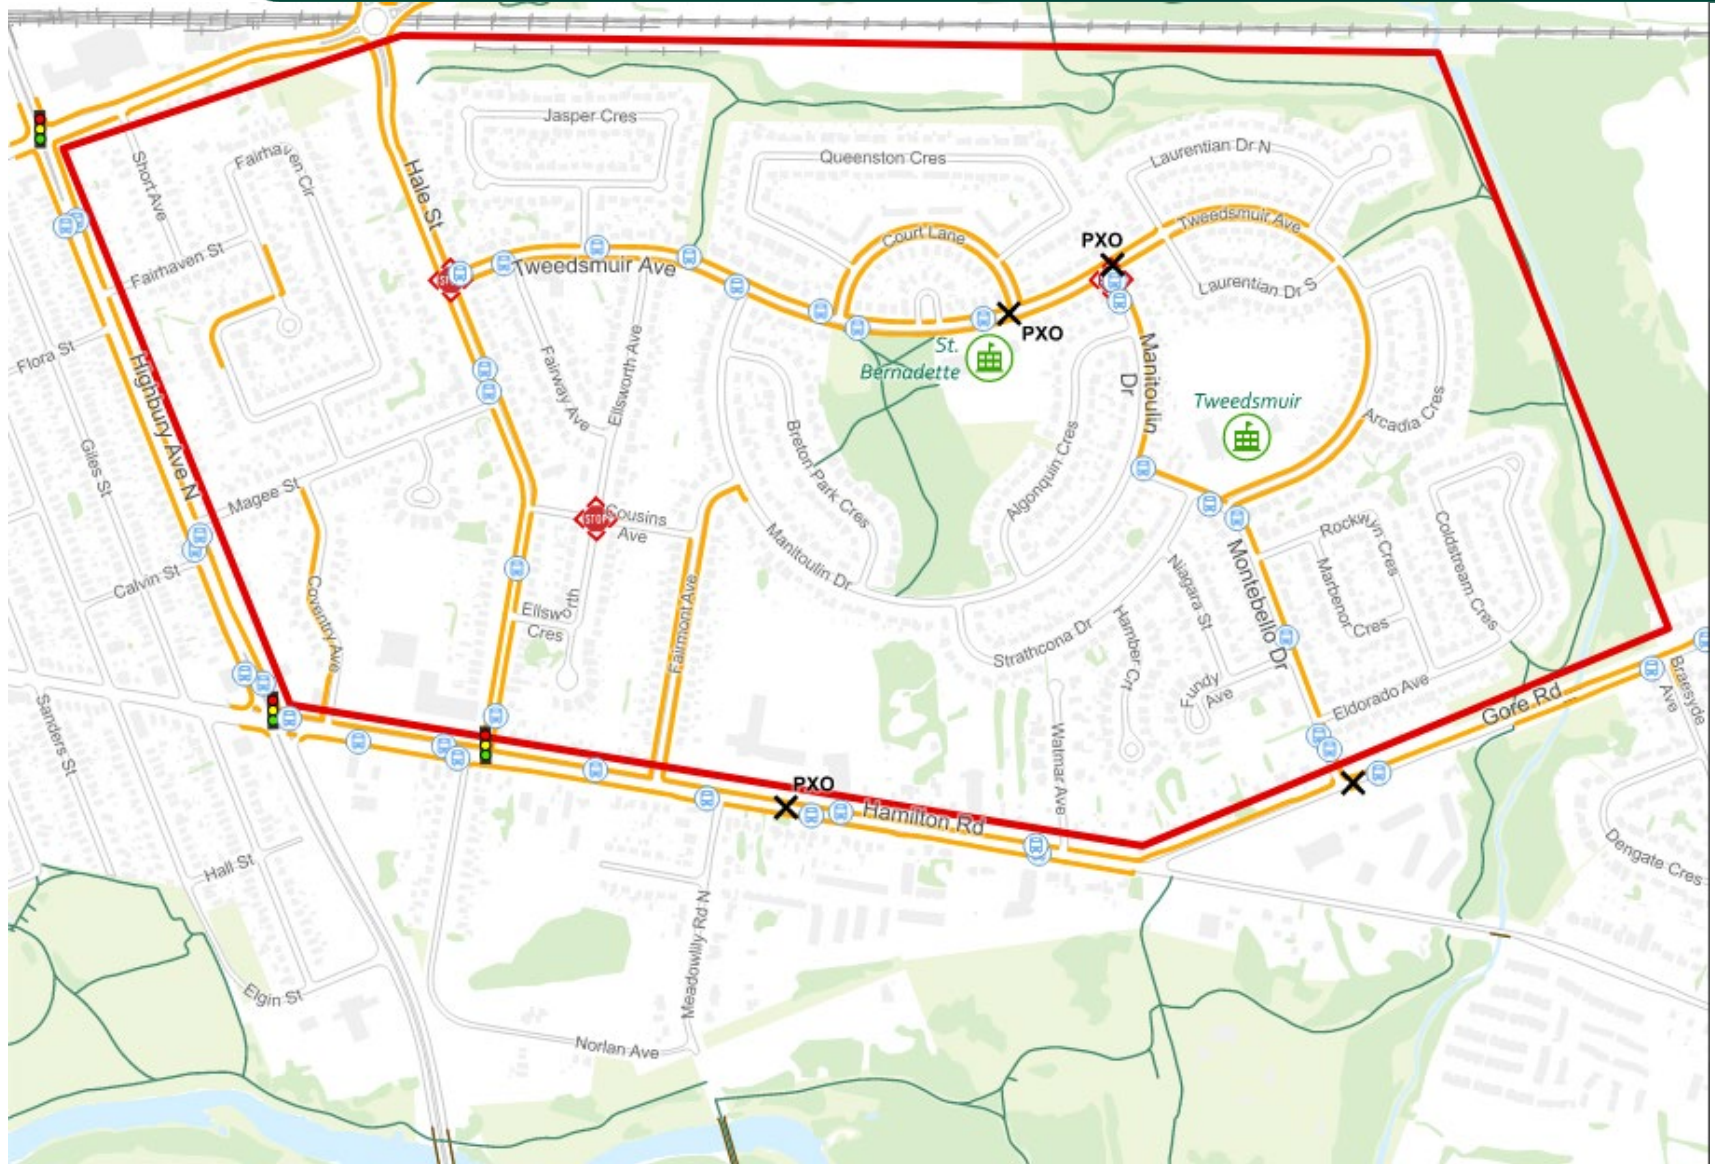 Jasper Cres
Short Ave
Fairhaven Cir
Queenston Cres
Laurentian Dr N
Hale St
Tweedsmuir Ave
Court Lane
PXO
Fairhaven St
Tweedsmuir Ave
Laurentian Dr S
PXO
Flora St
Highbury Ave N
Fairway Ave
Ellsworth Ave
St.
Bernadette
Manitoulin
Dr
Tweedsmuir
Arcadia Cres
Giles St
Magee St
Breton Park Cres
Algonquin Cres
STOP
Cousins
Ave
Manitoulin Dr
Rockwyn Cres
Coldstream Cres
Calvin St
Coventry Ave
Ellsworth
Cres
Fairmont Ave
Niagara St
Montebello Dr
Marbenor Cres
Strathcona Dr
Hamber Crt
Fundy
Ave
Eldorado Ave
Gore Rd
Braesyde
Ave
Sanders St
Watmar Ave
PXO
Hamilton Rd
Hall St
Dengate Cres
Meadowlily Rd N
Elgin St
Norlan Ave